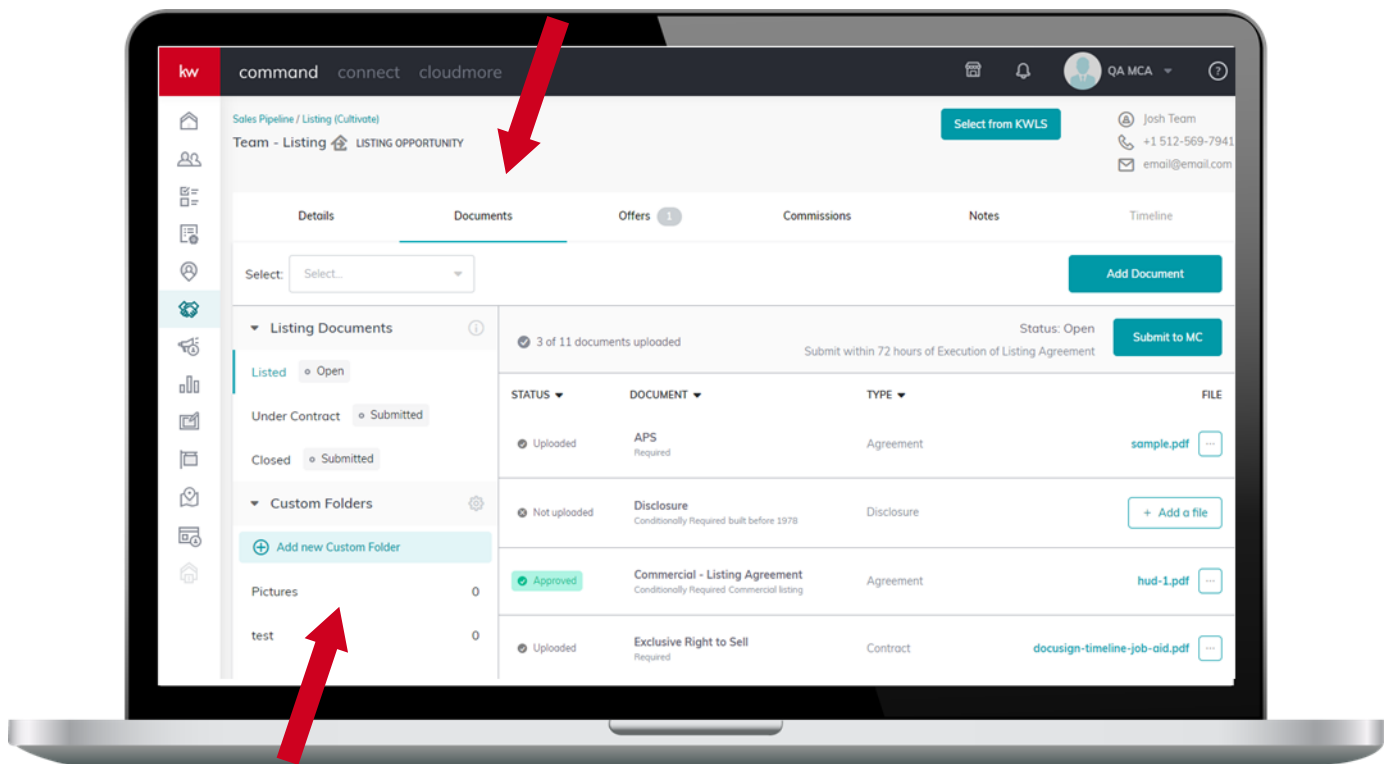 kw command connect cloudmore QA MCA ?
Sales Pipeline / Listing (Cultivate)
Team - Listing LISTING OPPORTUNITY
Select from KWLS
Josh Team
+1 512-569-7941
email@email.com
Details Documents Offers 1 Commissions Notes Timeline
Select: Select... Add Document
Listing Documents
Listed Open
Under Contract Submitted
Closed Submitted
Custom Folders
Add new Custom Folder
Pictures 0
test 0
3 of 11 documents uploaded
Status: Open
Submit within 72 hours of Execution of Listing Agreement
Submit to MC
STATUS DOCUMENT TYPE FILE
Uploaded APS Agreement sample.pdf ...
Required
Not uploaded Disclosure Disclosure + Add a file
Conditionally Required built before 1978
Approved Commercial - Listing Agreement Agreement hud-1.pdf ...
Conditionally Required Commercial listing
Uploaded Exclusive Right to Sell Contract docusign-timeline-job-aid.pdf ...
Required